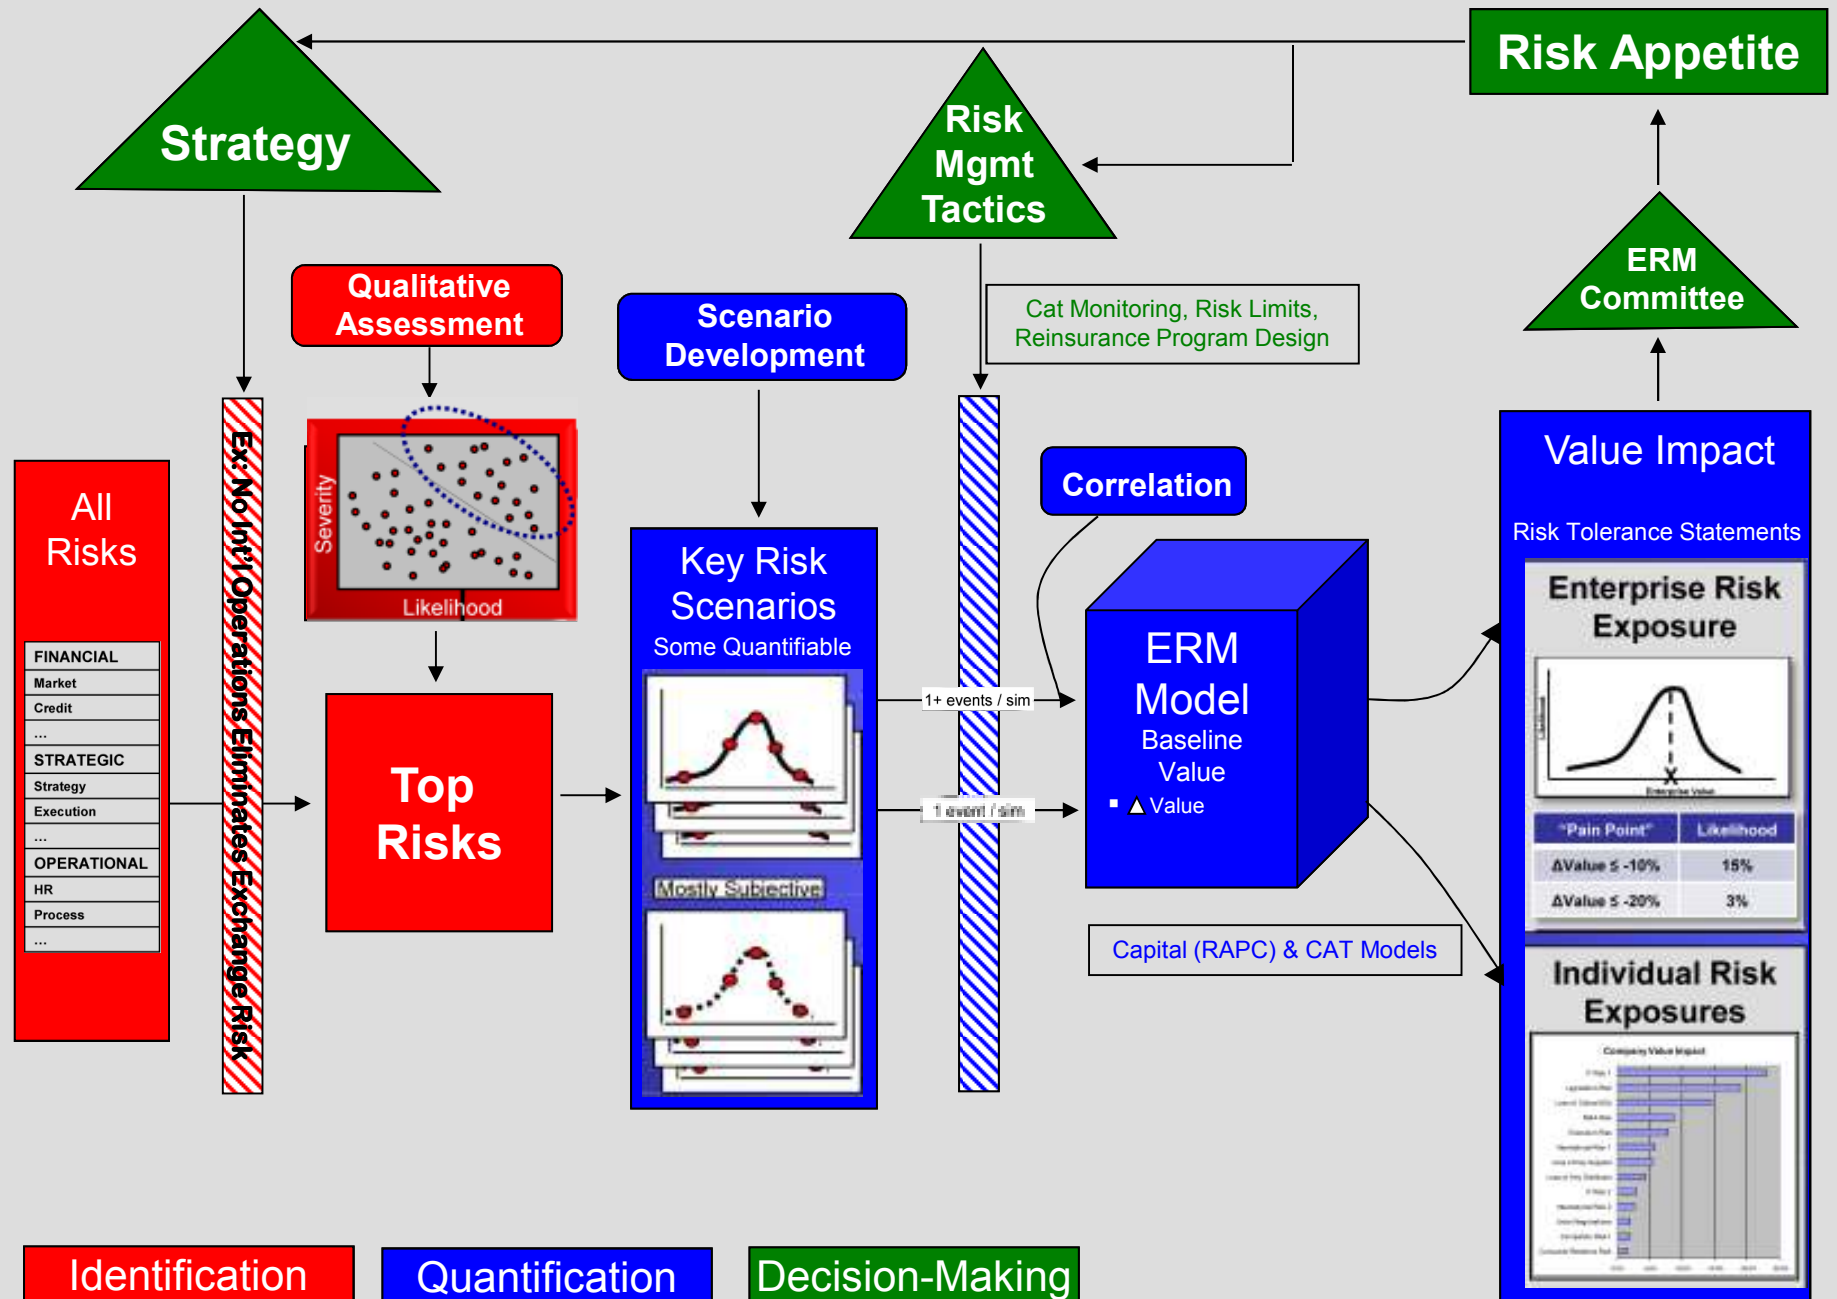 Risk Appetite
Strategy
Risk
Mgmt
Tactics
ERM
Committee
Qualitative
Assessment
Scenario
Development
Cat Monitoring, Risk Limits,
Reinsurance Program Design
Ex: No Int'l Operations Eliminates Exchange Risk
Severity
Likelihood
All
Risks
FINANCIAL
Market
Credit
...
STRATEGIC
Strategy
Execution
...
OPERATIONAL
HR
Process
...
Top
Risks
Key Risk
Scenarios
Some Quantifiable
Mostly Subjective
1+ events / sim
1 event / sim
Correlation
ERM
Model
Baseline
Value
▪ △ Value
Capital (RAPC) & CAT Models
Value Impact
Risk Tolerance Statements
Enterprise Risk
Exposure
Likelihood
X
Enterprise Value
"Pain Point" Likelihood
ΔValue ≤ -10% 15%
ΔValue ≤ -20% 3%
Individual Risk
Exposures
Company Value Impact
Identification
Quantification
Decision-Making